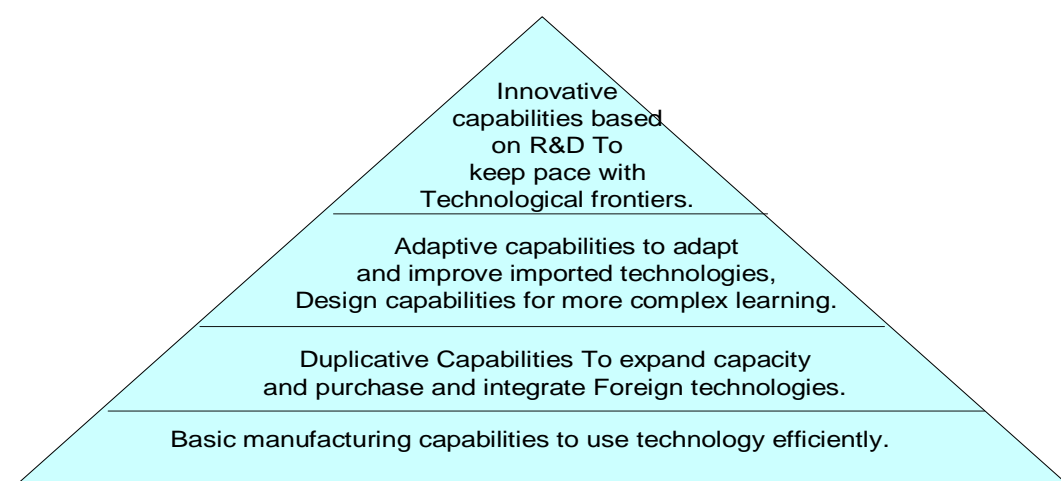 Innovative
capabilities based
on R&D To
keep pace with
Technological frontiers.
Adaptive capabilities to adapt
and improve imported technologies,
Design capabilities for more complex learning.
Duplicative Capabilities To expand capacity
and purchase and integrate Foreign technologies.
Basic manufacturing capabilities to use technology efficiently.